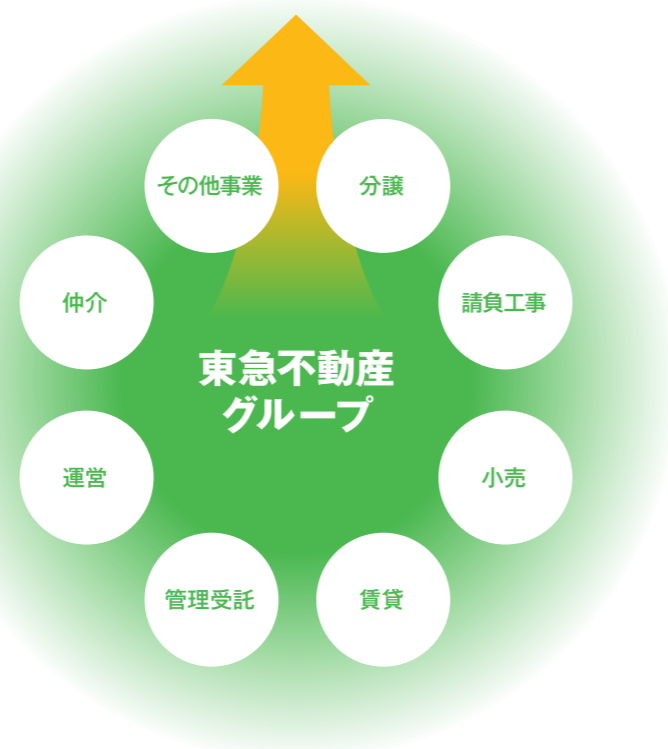 その他事業
分譲
仲介
請負工事
東急不動産
グループ
運営
小売
管理受託
賃貸